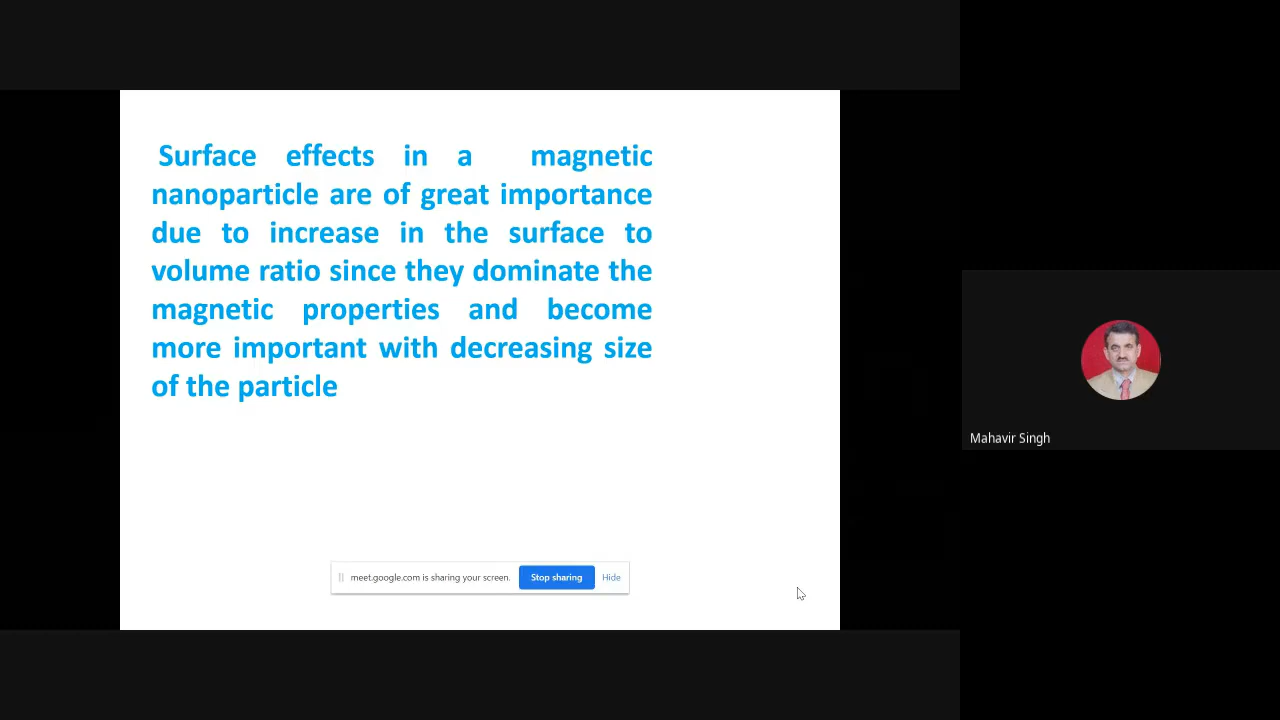 Surface effects in a magnetic
nanoparticle are of great importance
due to increase in the surface to
volume ratio since they dominate the
magnetic properties and become
more important with decreasing size
of the particle
meet.google.com is sharing your screen. Stop sharing Hide
Mahavir Singh